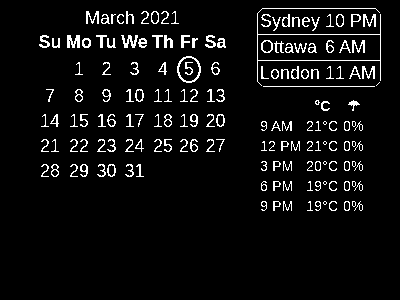 March 2021
Su Mo Tu We Th Fr Sa
1 2 3 4 5 6
7 8 9 10 11 12 13
14 15 16 17 18 19 20
21 22 23 24 25 26 27
28 29 30 31
Sydney 10 PM
Ottawa 6 AM
London 11 AM
°C
9 AM 21°C 0%
12 PM 21°C 0%
3 PM 20°C 0%
6 PM 19°C 0%
9 PM 19°C 0%